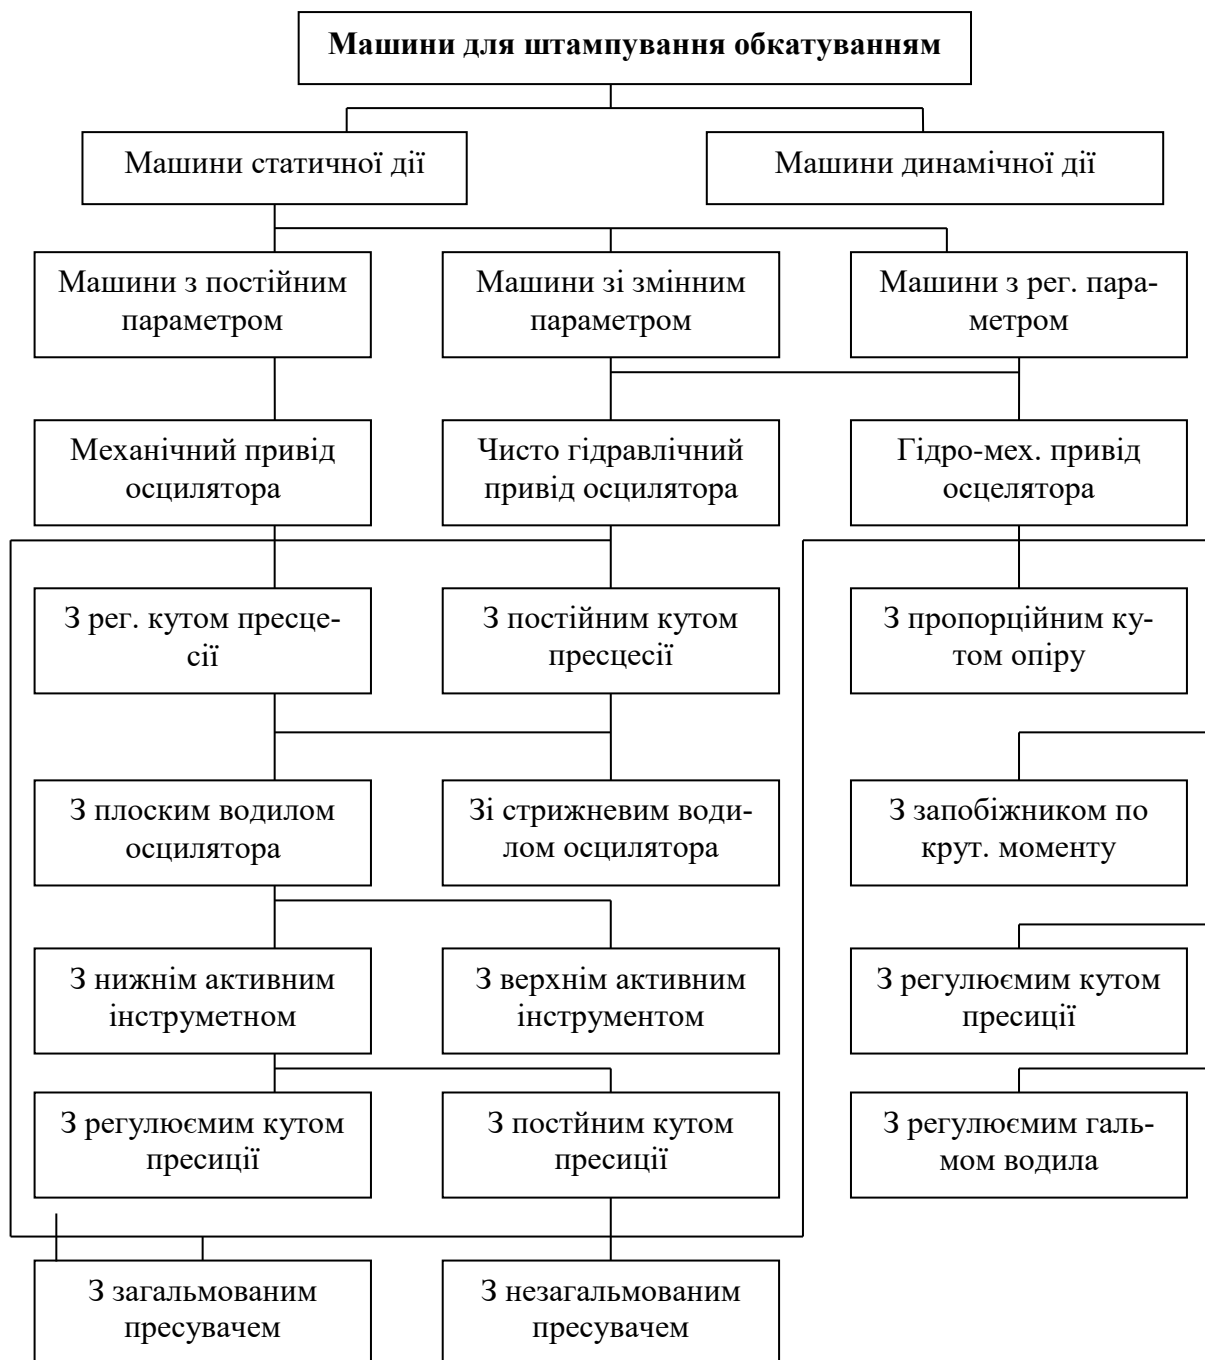 Машини для штампування обкатуванням
Машини статичної дії
Машини динамічної дії
Машини з постійним
параметром
Машини зі змінним
параметром
Машини з рег. пара-
метром
Механічний привід
осцилятора
Чисто гідравлічний
привід осцилятора
Гідро-мех. привід
осцелятора
З рег. кутом пресце-
сії
З постійним кутом
пресцесії
З пропорційним ку-
том опіру
З плоским водилом
осцилятора
Зі стрижневим води-
лом осцилятора
З запобіжником по
крут. моменту
З нижнім активним
інструметном
З верхнім активним
інструментом
З регулюємим кутом
пресиції
З регулюємим кутом
пресиції
З постйним кутом
пресиції
З регулюємим галь-
мом водила
З загальмованим
пресувачем
З незагальмованим
пресувачем